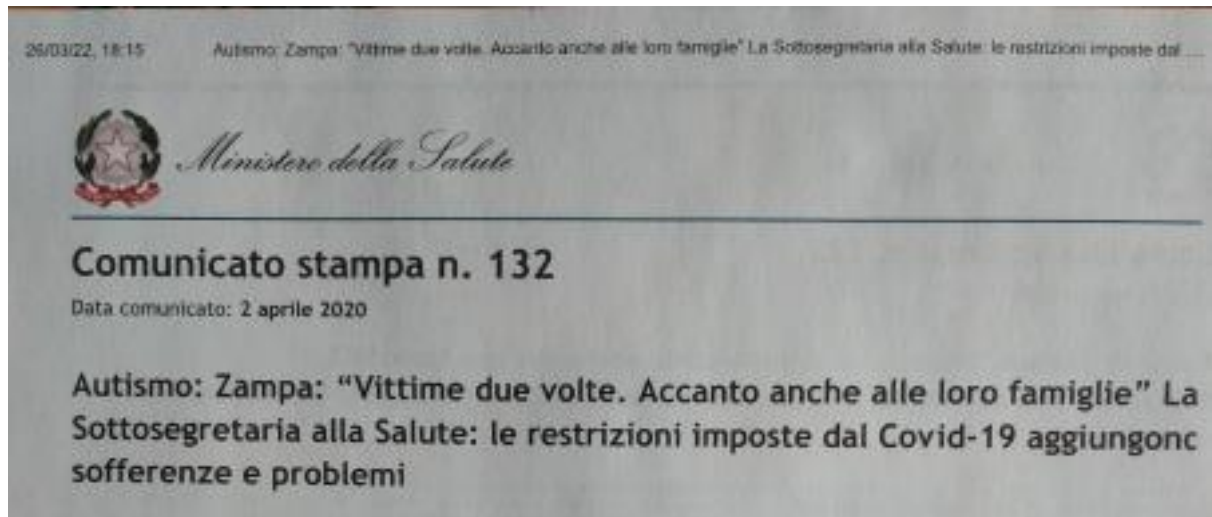 26/03/22, 18:15 Autismo: Zampa: "Vittime due volte. Accanto anche alle loro famiglie" La Sottosegretaria alla Salute: le restrizioni imposte dal ...
Ministero della Salute
Comunicato stampa n. 132
Data comunicato: 2 aprile 2020
Autismo: Zampa: “Vittime due volte. Accanto anche alle loro famiglie” La
Sottosegretaria alla Salute: le restrizioni imposte dal Covid-19 aggiungonc
sofferenze e problemi